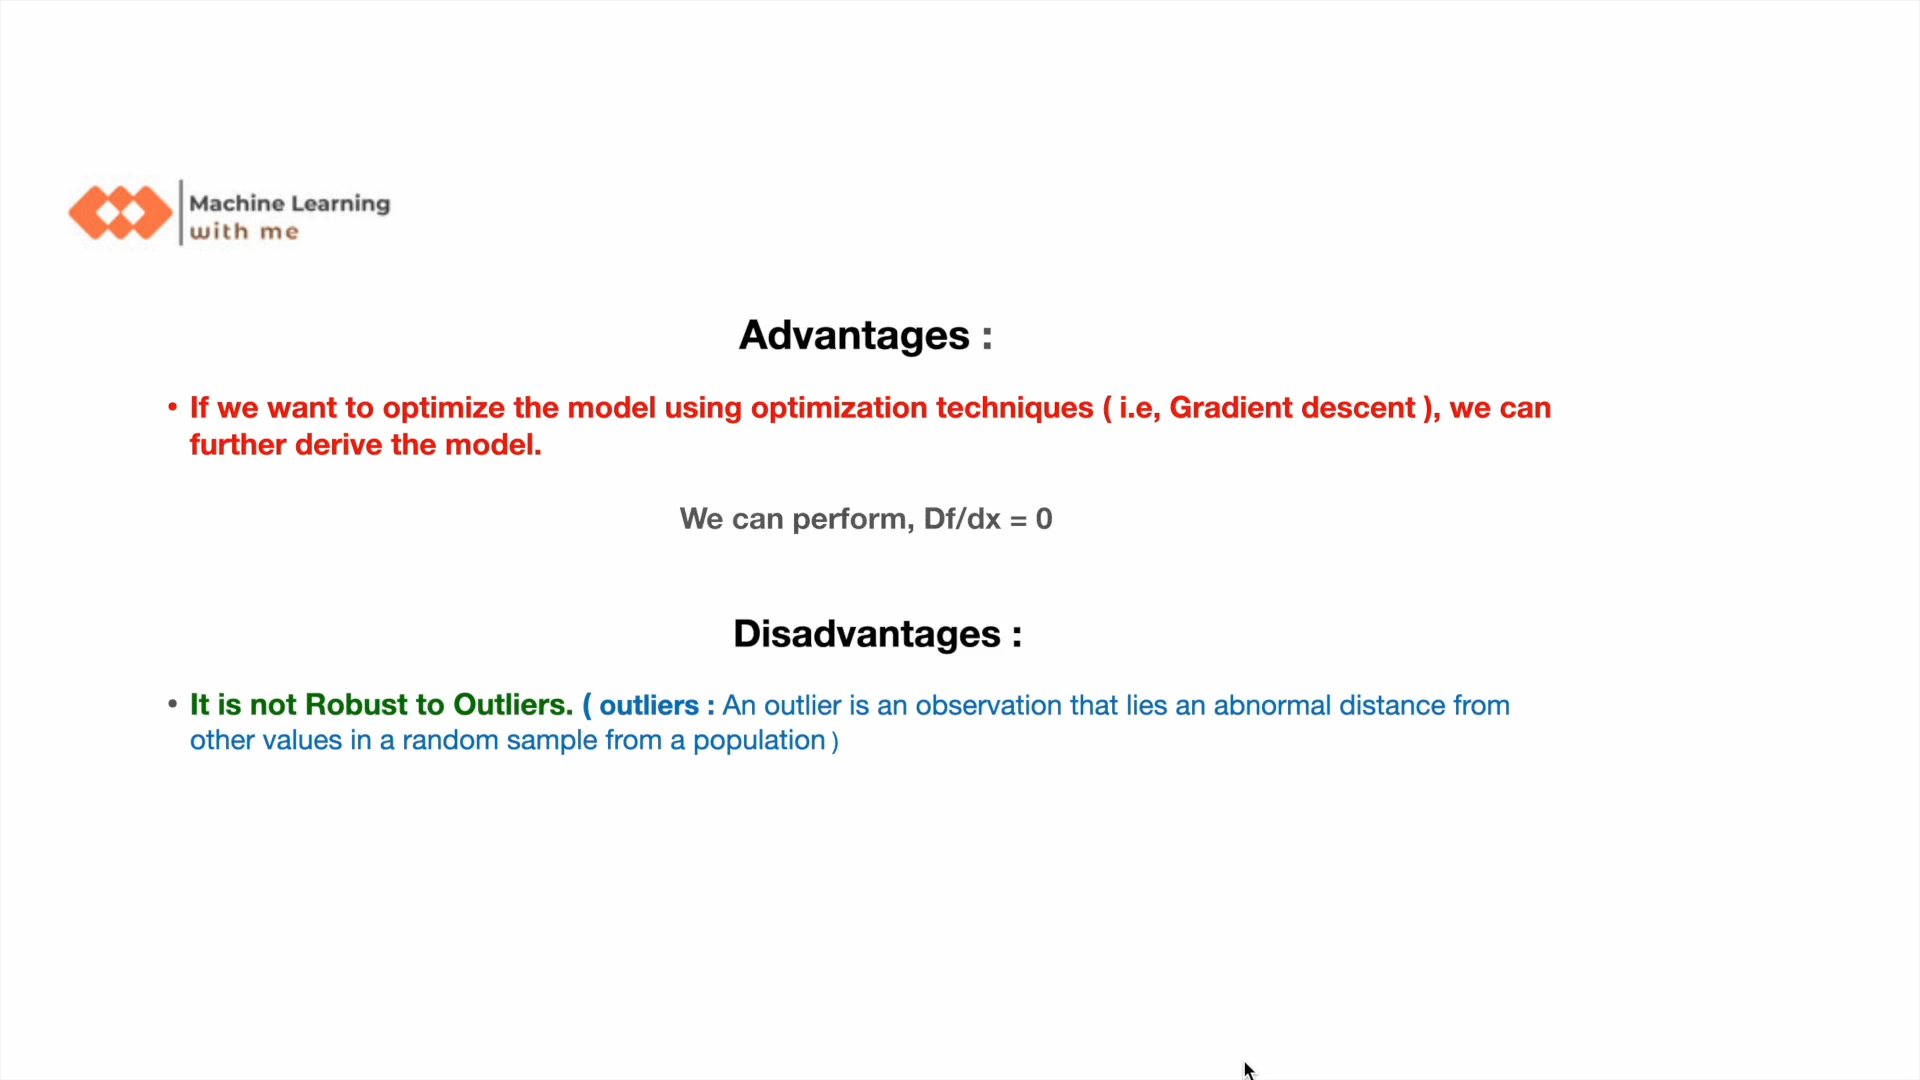 Machine Learning
with me
Advantages :
• If we want to optimize the model using optimization techniques ( i.e, Gradient descent ), we can
further derive the model.
We can perform, Df/dx = 0
Disadvantages :
• It is not Robust to Outliers. ( outliers : An outlier is an observation that lies an abnormal distance from
other values in a random sample from a population )